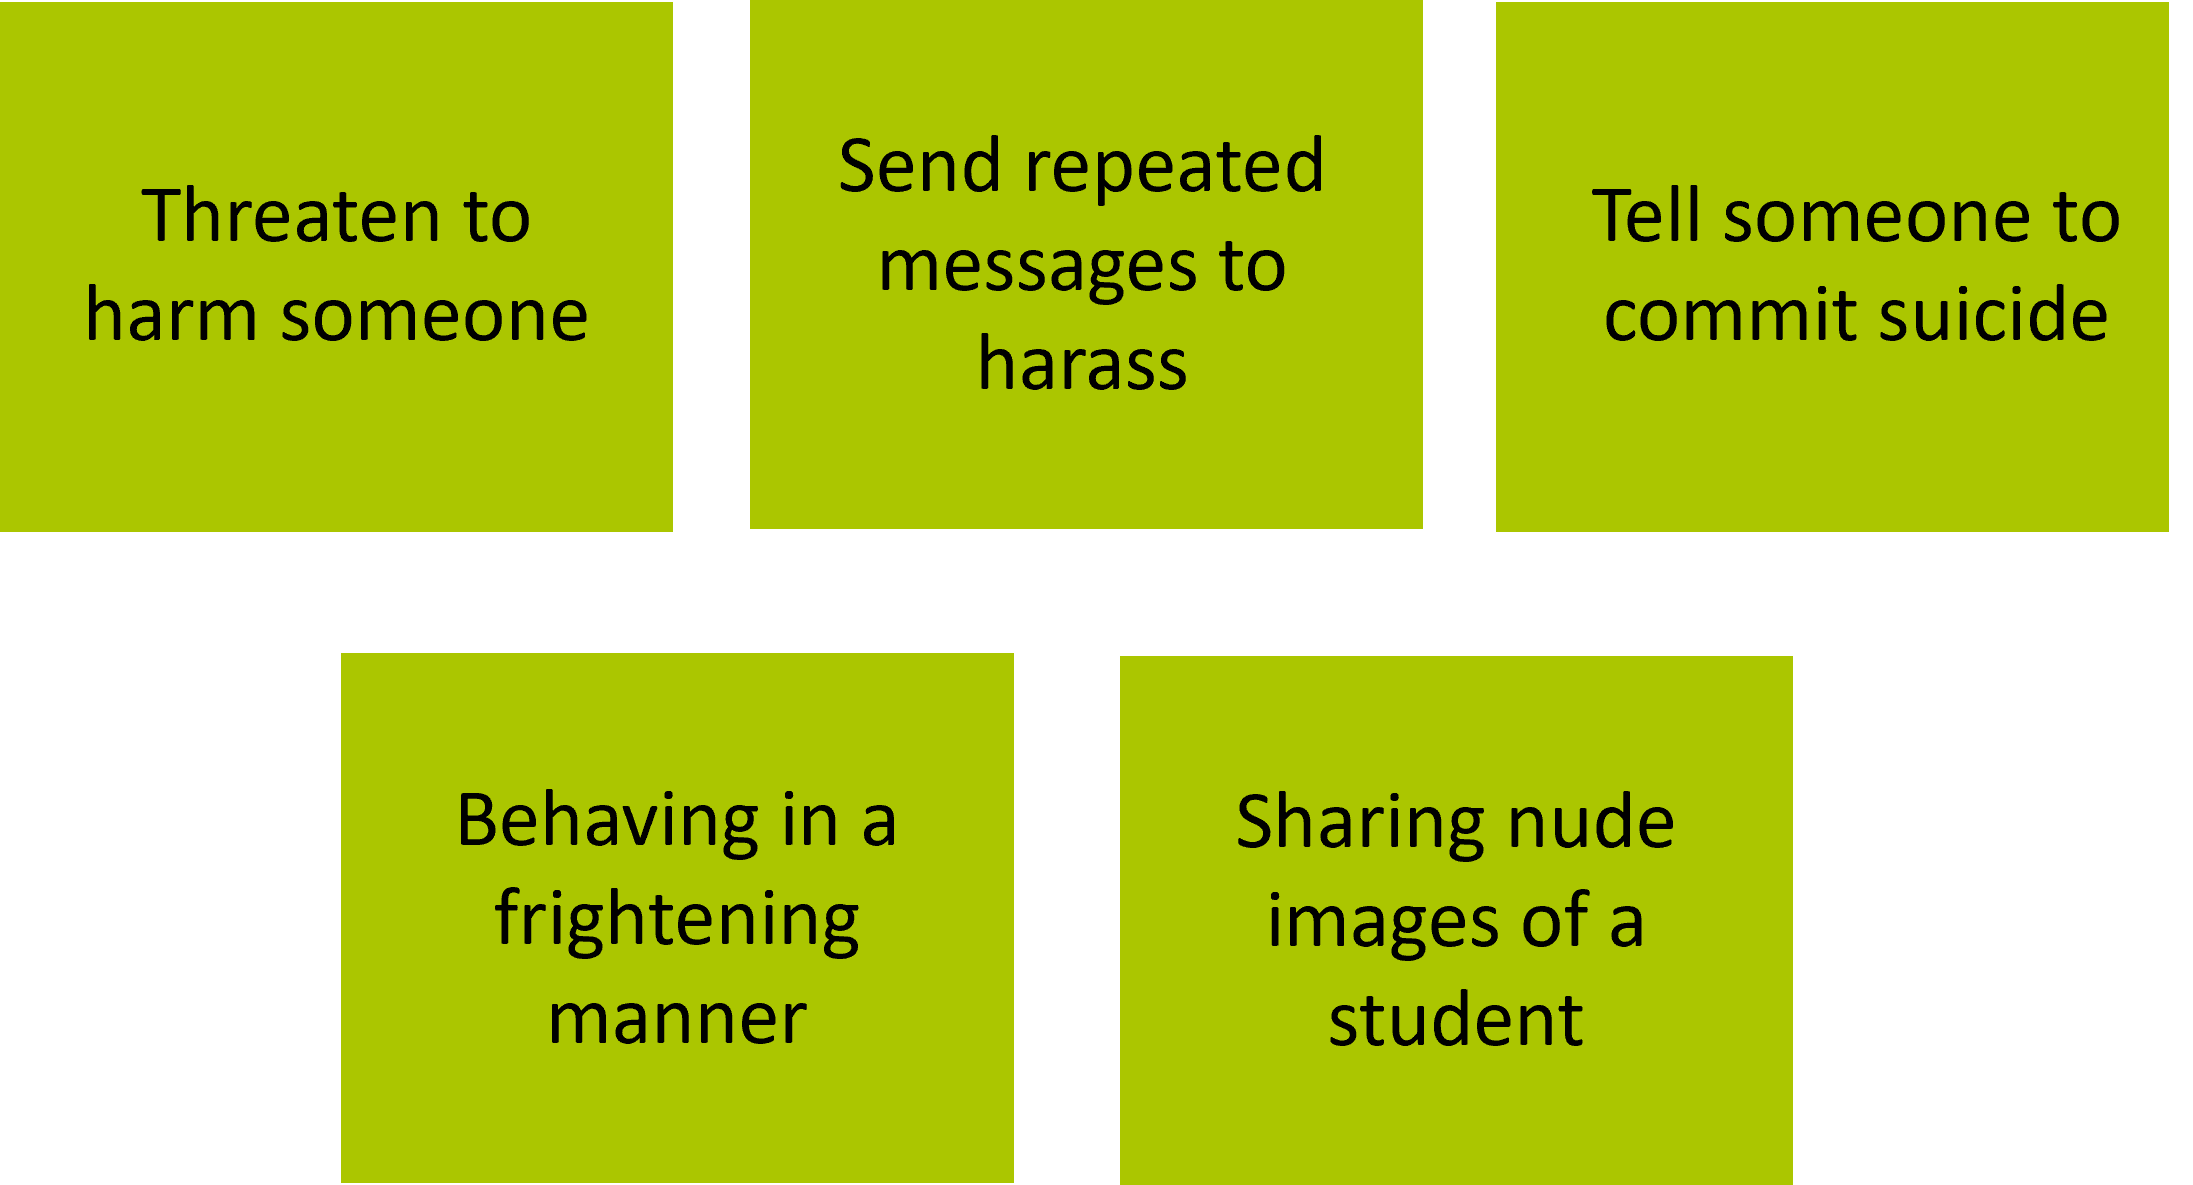 Threaten to
harm someone
Send repeated
messages to
harass
Tell someone to
commit suicide
Behaving in a
frightening
manner
Sharing nude
images of a
student